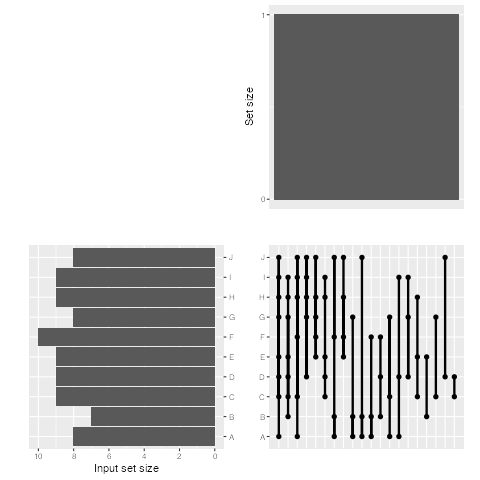 1
Set size
0
J J
I I
H H
G G
F F
E E
D D
C C
B B
A A
10 8 6 4 2 0
Input set size